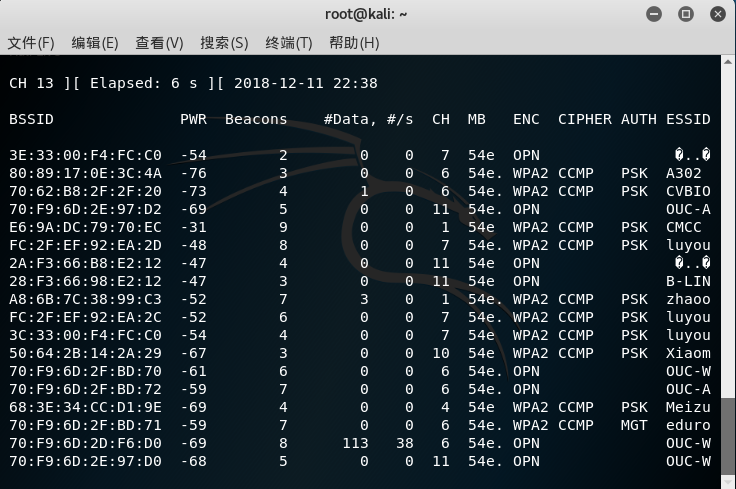 root@kali: ~
文件(F) 编辑(E) 查看(V) 搜索(S) 终端(T) 帮助(H)
CH 13 ][ Elapsed: 6 s ][ 2018-12-11 22:38
BSSID PWR Beacons #Data, #/s CH MB ENC CIPHER AUTH ESSID
3E:33:00:F4:FC:C0 -54 2 0 0 7 54e OPN �..�
80:89:17:0E:3C:4A -76 3 0 0 6 54e. WPA2 CCMP PSK A302
70:62:B8:2F:2F:20 -73 4 1 0 6 54e. WPA2 CCMP PSK CVBIO
70:F9:6D:2E:97:D2 -69 5 0 0 11 54e. OPN OUC-A
E6:9A:DC:79:70:EC -31 9 0 0 1 54e WPA2 CCMP PSK CMCC
FC:2F:EF:92:EA:2D -48 8 0 0 7 54e. WPA2 CCMP PSK luyou
2A:F3:66:B8:E2:12 -47 4 0 0 11 54e OPN �..�
28:F3:66:98:E2:12 -47 3 0 0 11 54e OPN B-LIN
A8:6B:7C:38:99:C3 -52 7 3 0 1 54e. WPA2 CCMP PSK zhaoo
FC:2F:EF:92:EA:2C -52 6 0 0 7 54e. WPA2 CCMP PSK luyou
3C:33:00:F4:FC:C0 -54 4 0 0 7 54e WPA2 CCMP PSK luyou
50:64:2B:14:2A:29 -67 3 0 0 10 54e WPA2 CCMP PSK Xiaom
70:F9:6D:2F:BD:70 -61 6 0 0 6 54e. OPN OUC-W
70:F9:6D:2F:BD:72 -59 7 0 0 6 54e. OPN OUC-A
68:3E:34:CC:D1:9E -69 4 0 0 4 54e WPA2 CCMP PSK Meizu
70:F9:6D:2F:BD:71 -59 7 0 0 6 54e. WPA2 CCMP MGT eduro
70:F9:6D:2D:F6:D0 -69 8 113 38 6 54e. OPN OUC-W
70:F9:6D:2E:97:D0 -68 5 0 0 11 54e. OPN OUC-W